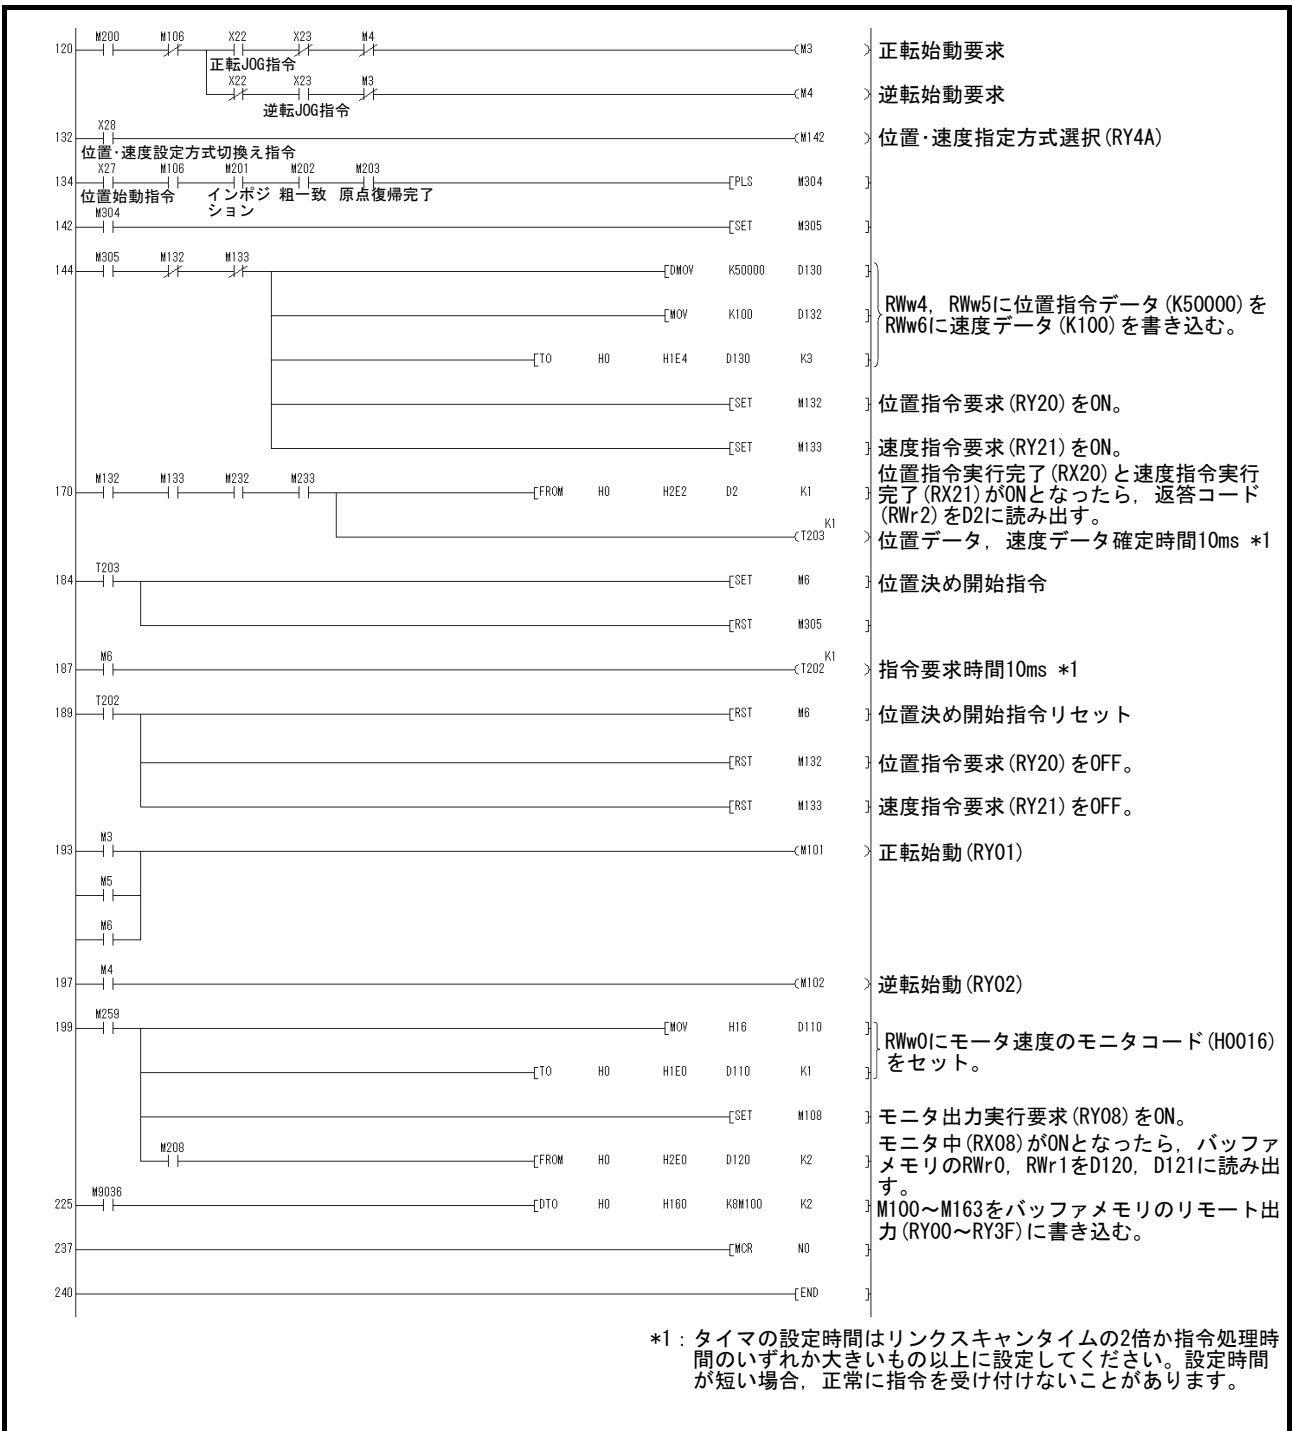 M200 M106 X22 X23 M4
120 (M3 ) 正転始動要求
正転JOG指令
X22 X23 M3
(M4 ) 逆転始動要求
逆転JOG指令
X28
132 (M142 ) 位置・速度指定方式選択(RY4A)
位置・速度設定方式切換え指令
X27 M106 M201 M202 M203
134 [PLS M304 ]
位置始動指令 インポジ 粗一致 原点復帰完了
ション
M304
142 [SET M305 ]
M305 M132 M133
144 [DMOV K50000 D130 ]
RWw4, RWw5に位置指令データ(K50000)を
[MOV K100 D132 ]
RWw6に速度データ(K100)を書き込む。
[TO H0 H1E4 D130 K3 ]
[SET M132 ] 位置指令要求(RY20)をON。
[SET M133 ] 速度指令要求(RY21)をON。
M132 M133 M232 M233
位置指令実行完了(RX20)と速度指令実行
170 [FROM H0 H2E2 D2 K1 ] 完了(RX21)がONとなったら, 返答コード
(RWr2)をD2に読み出す。
K1
(T203 ) 位置データ, 速度データ確定時間10ms *1
T203
184 [SET M6 ] 位置決め開始指令
[RST M305 ]
M6 K1
187 (T202 ) 指令要求時間10ms *1
T202
189 [RST M6 ] 位置決め開始指令リセット
[RST M132 ] 位置指令要求(RY20)をOFF。
[RST M133 ] 速度指令要求(RY21)をOFF。
M3
193 (M101 ) 正転始動(RY01)
M5
M6
M4
197 (M102 ) 逆転始動(RY02)
M259
199 [MOV H16 D110 ]
RWw0にモータ速度のモニタコード(H0016)
をセット。
[TO H0 H1E0 D110 K1 ]
[SET M108 ] モニタ出力実行要求(RY08)をON。
M208 モニタ中(RX08)がONとなったら, バッファ
[FROM H0 H2E0 D120 K2 ] メモリのRWr0, RWr1をD120, D121に読み出
す。
M9036
225 [DTO H0 H160 K8M100 K2 ] M100～M163をバッファメモリのリモート出
力(RY00～RY3F)に書き込む。
237 [MCR N0 ]
240 [END ]
*1：タイマの設定時間はリンクスキャンタイムの2倍か指令処理時
間のいずれか大きいもの以上に設定してください。設定時間
が短い場合, 正常に指令を受け付けないことがあります。